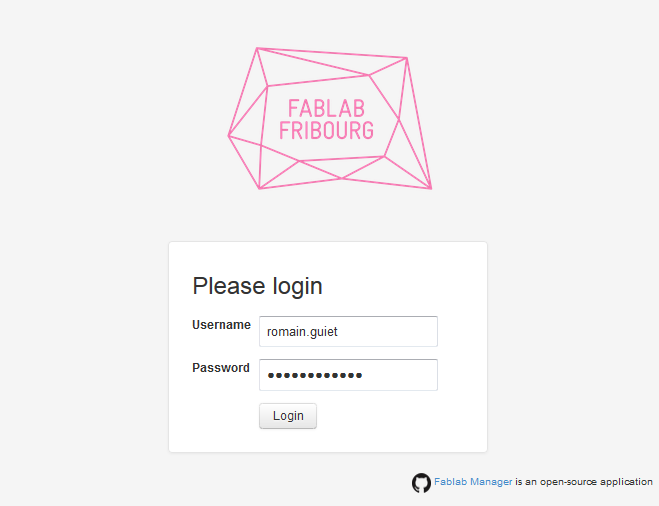 FABLAB
FRIBOURG
Please login
Username romain.guiet
Password ●●●●●●●●●●●●
Login
Fablab Manager is an open-source application